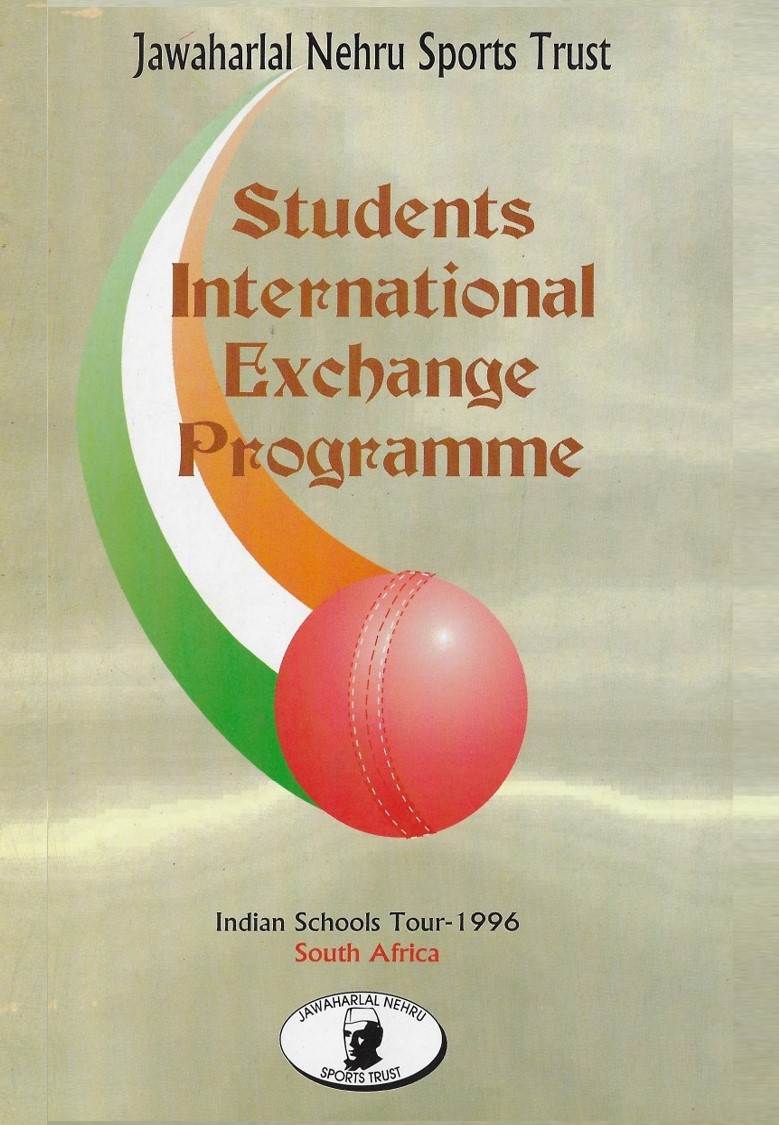 Jawaharlal Nehru Sports Trust
Students
International
Exchange
Programme
Indian Schools Tour-1996
South Africa
JAWAHARLAL NEHRU
SPORTS TRUST